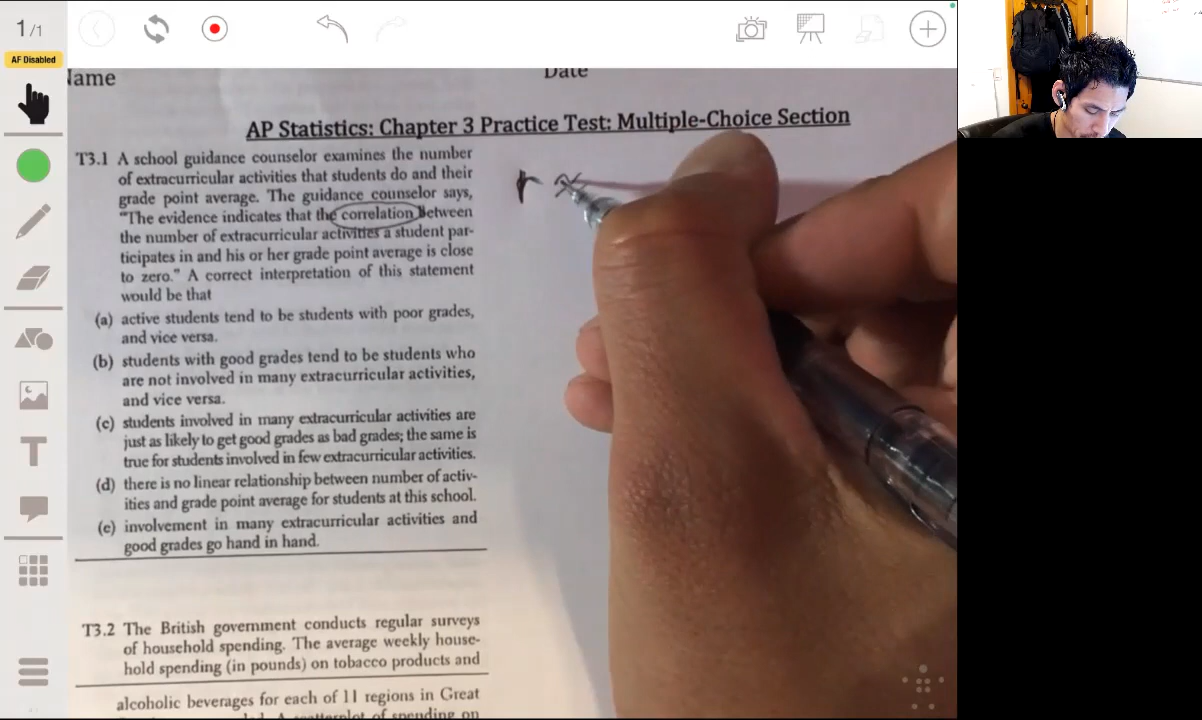 1/1
AF Disabled
Name
Date
AP Statistics: Chapter 3 Practice Test: Multiple-Choice Section
T3.1 A school guidance counselor examines the number
of extracurricular activities that students do and their
grade point average. The guidance counselor says,
"The evidence indicates that the correlation between
the number of extracurricular activities a student par-
ticipates in and his or her grade point average is close
to zero." A correct interpretation of this statement
would be that
(a) active students tend to be students with poor grades,
and vice versa.
(b) students with good grades tend to be students who
are not involved in many extracurricular activities,
and vice versa.
(c) students involved in many extracurricular activities are
just as likely to get good grades as bad grades; the same is
true for students involved in few extracurricular activities.
(d) there is no linear relationship between number of activ-
ities and grade point average for students at this school.
(e) involvement in many extracurricular activities and
good grades go hand in hand.
r ≈
T3.2 The British government conducts regular surveys
of household spending. The average weekly house-
hold spending (in pounds) on tobacco products and
alcoholic beverages for each of 11 regions in Great
of spending on